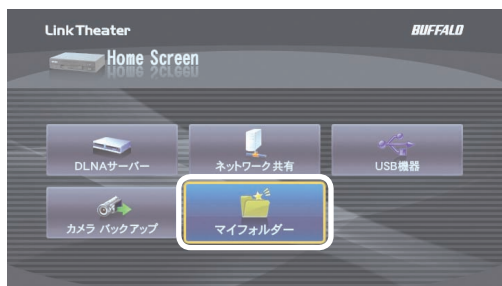 LinkTheater
BUFFALO
Home Screen
DLNAサーバー
ネットワーク共有
USB機器
カメラ バックアップ
マイフォルダー